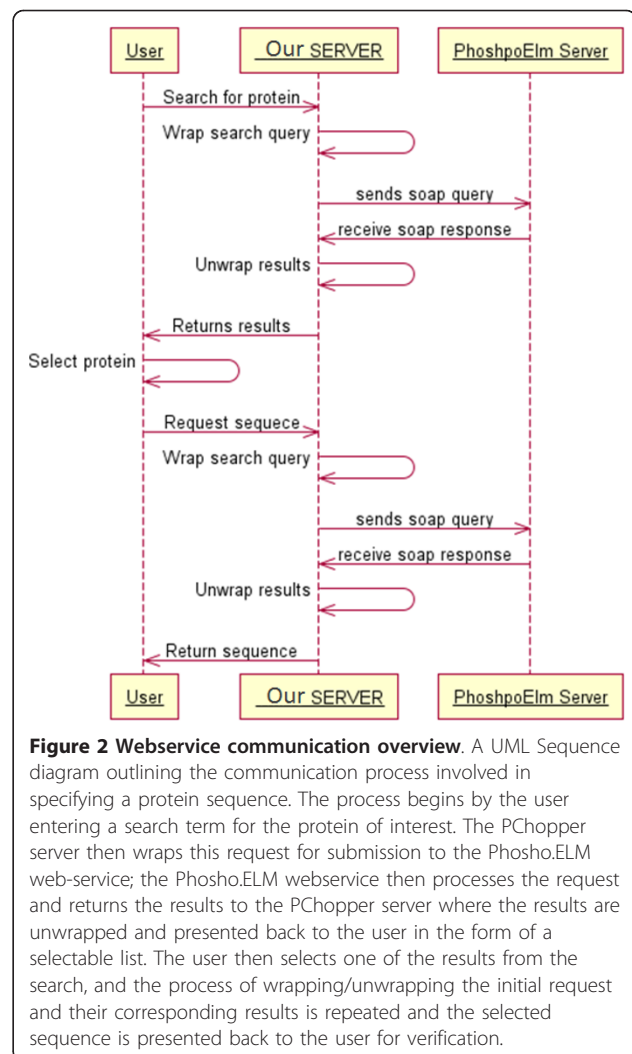 User
Our SERVER
PhoshpoElm Server
Search for protein
Wrap search query
sends soap query
receive soap response
Unwrap results
Returns results
Select protein
Request sequece
Wrap search query
sends soap query
receive soap response
Unwrap results
Return sequence
User
Our SERVER
PhoshpoElm Server
Figure 2 Webservice communication overview. A UML Sequence
diagram outlining the communication process involved in
specifying a protein sequence. The process begins by the user
entering a search term for the protein of interest. The PChopper
server then wraps this request for submission to the Phosho.ELM
web-service; the Phosho.ELM webservice then processes the request
and returns the results to the PChopper server where the results are
unwrapped and presented back to the user in the form of a
selectable list. The user then selects one of the results from the
search, and the process of wrapping/unwrapping the initial request
and their corresponding results is repeated and the selected
sequence is presented back to the user for verification.